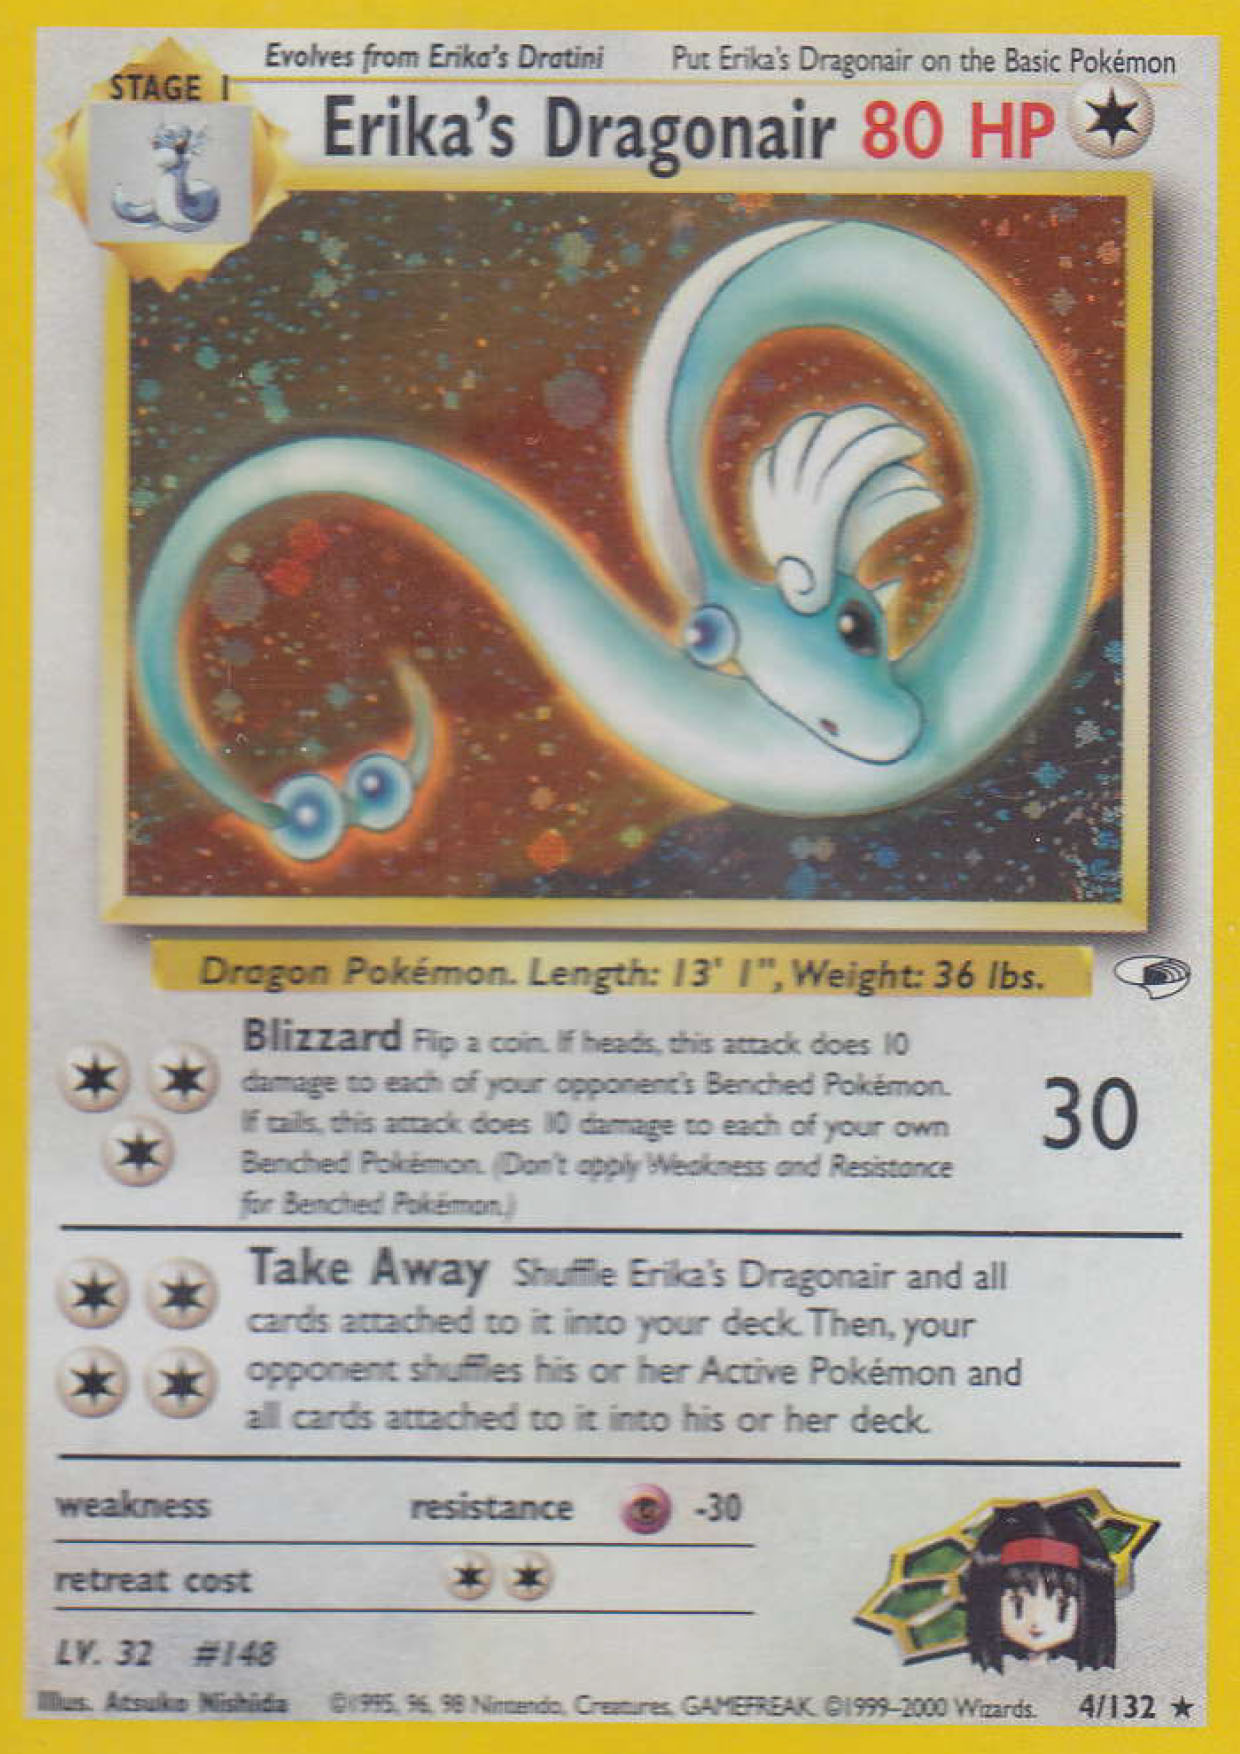 Evolves from Erika's Dratini Put Erika's Dragonair on the Basic Pokémon
STAGE 1
Erika's Dragonair 80 HP
Dragon Pokémon. Length: 13' 1", Weight: 36 lbs.
Blizzard Flip a coin. If heads, this attack does 10
damage to each of your opponent's Benched Pokémon.
If tails, this attack does 10 damage to each of your own
Benched Pokémon. (Don't apply Weakness and Resistance
for Benched Pokémon.)
30
Take Away Shuffle Erika's Dragonair and all
cards attached to it into your deck. Then, your
opponent shuffles his or her Active Pokémon and
all cards attached to it into his or her deck.
weakness resistance -30
retreat cost
LV. 32 #148
Illus. Atsuko Nishida ©1995, 96, 98 Nintendo, Creatures, GAMEFREAK. ©1999–2000 Wizards. 4/132 ★